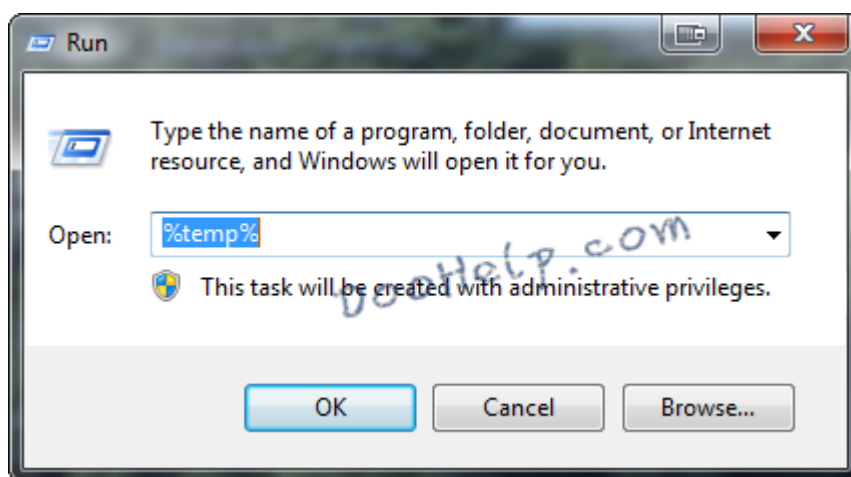 Run
Type the name of a program, folder, document, or Internet
resource, and Windows will open it for you.
Open: %temp%
DooHelp.com
This task will be created with administrative privileges.
OK Cancel Browse...